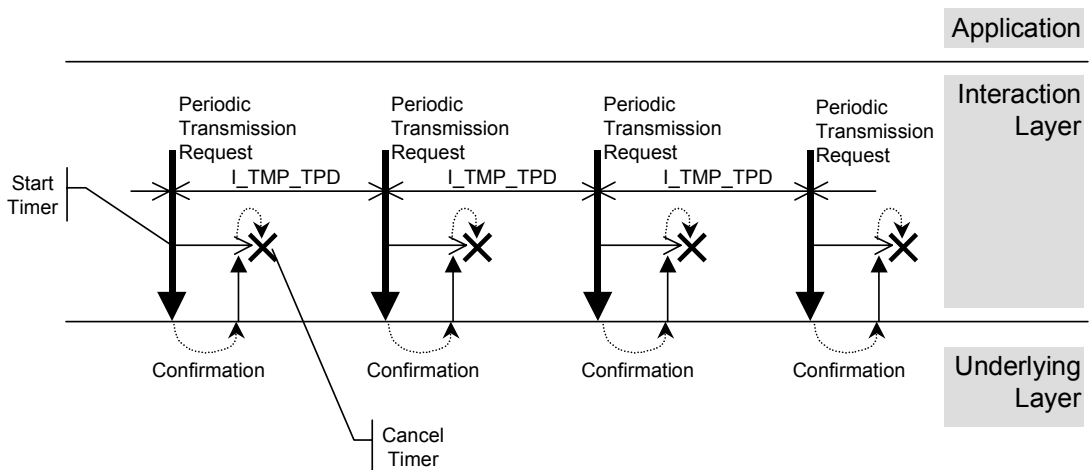 Application
Interaction
Layer
Periodic
Transmission
Request
Periodic
Transmission
Request
Periodic
Transmission
Request
Periodic
Transmission
Request
Start
Timer
I_TMP_TPD
I_TMP_TPD
I_TMP_TPD
Confirmation
Confirmation
Confirmation
Confirmation
Underlying
Layer
Cancel
Timer